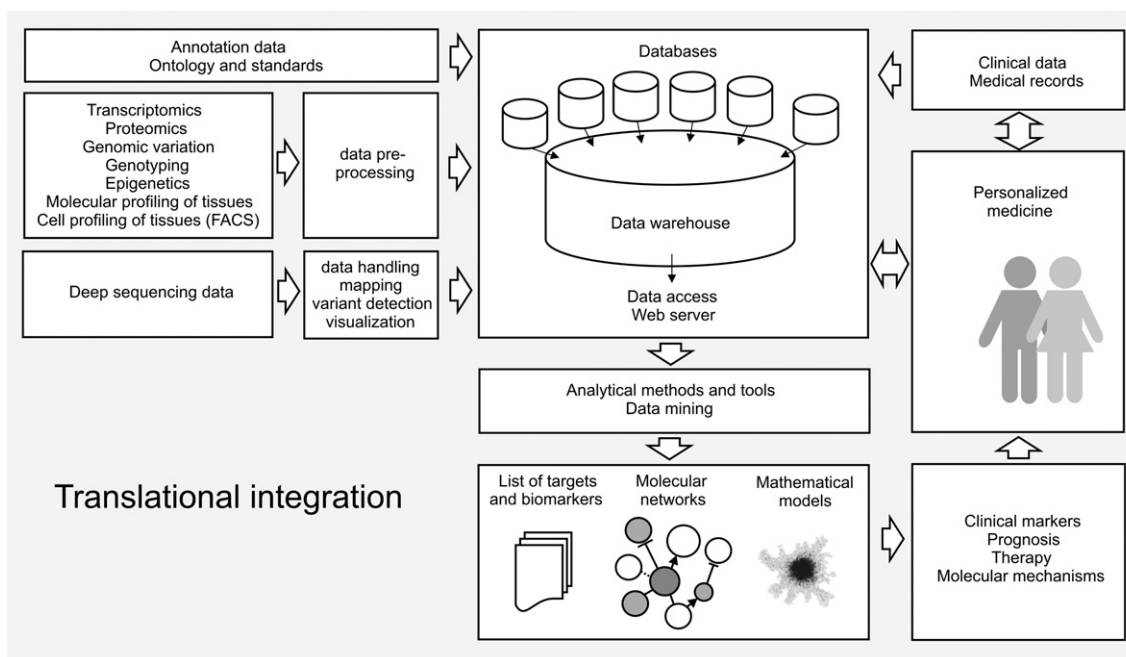 Annotation data
Ontology and standards
Transcriptomics
Proteomics
Genomic variation
Genotyping
Epigenetics
Molecular profiling of tissues
Cell profiling of tissues (FACS)
data pre-
processing
Deep sequencing data
data handling
mapping
variant detection
visualization
Databases
Data warehouse
Data access
Web server
Clinical data
Medical records
Personalized
medicine
Analytical methods and tools
Data mining
Translational integration
List of targets
and biomarkers
Molecular
networks
Mathematical
models
Clinical markers
Prognosis
Therapy
Molecular mechanisms